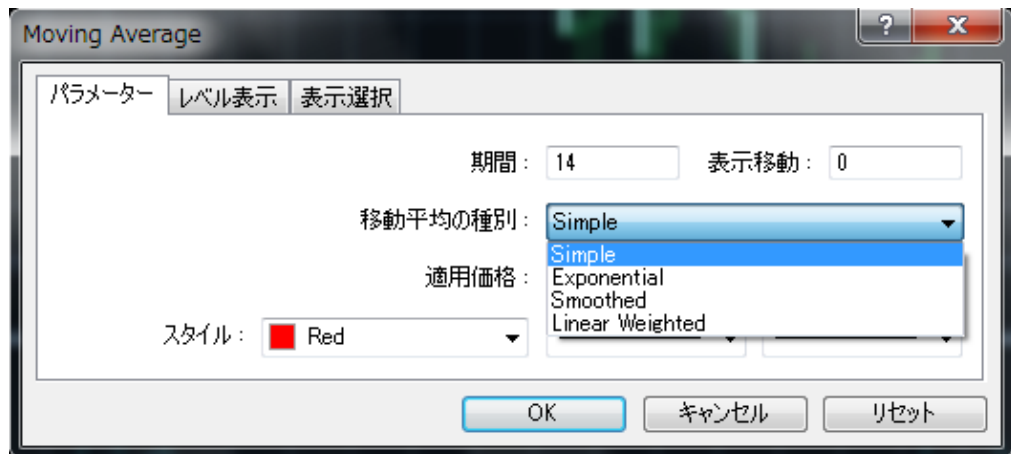 Moving Average
?
X
パラメーター レベル表示 表示選択
期間： 14 表示移動： 0
移動平均の種別： Simple
Simple
適用価格： Exponential
Smoothed
Linear Weighted
スタイル： Red
OK キャンセル リセット